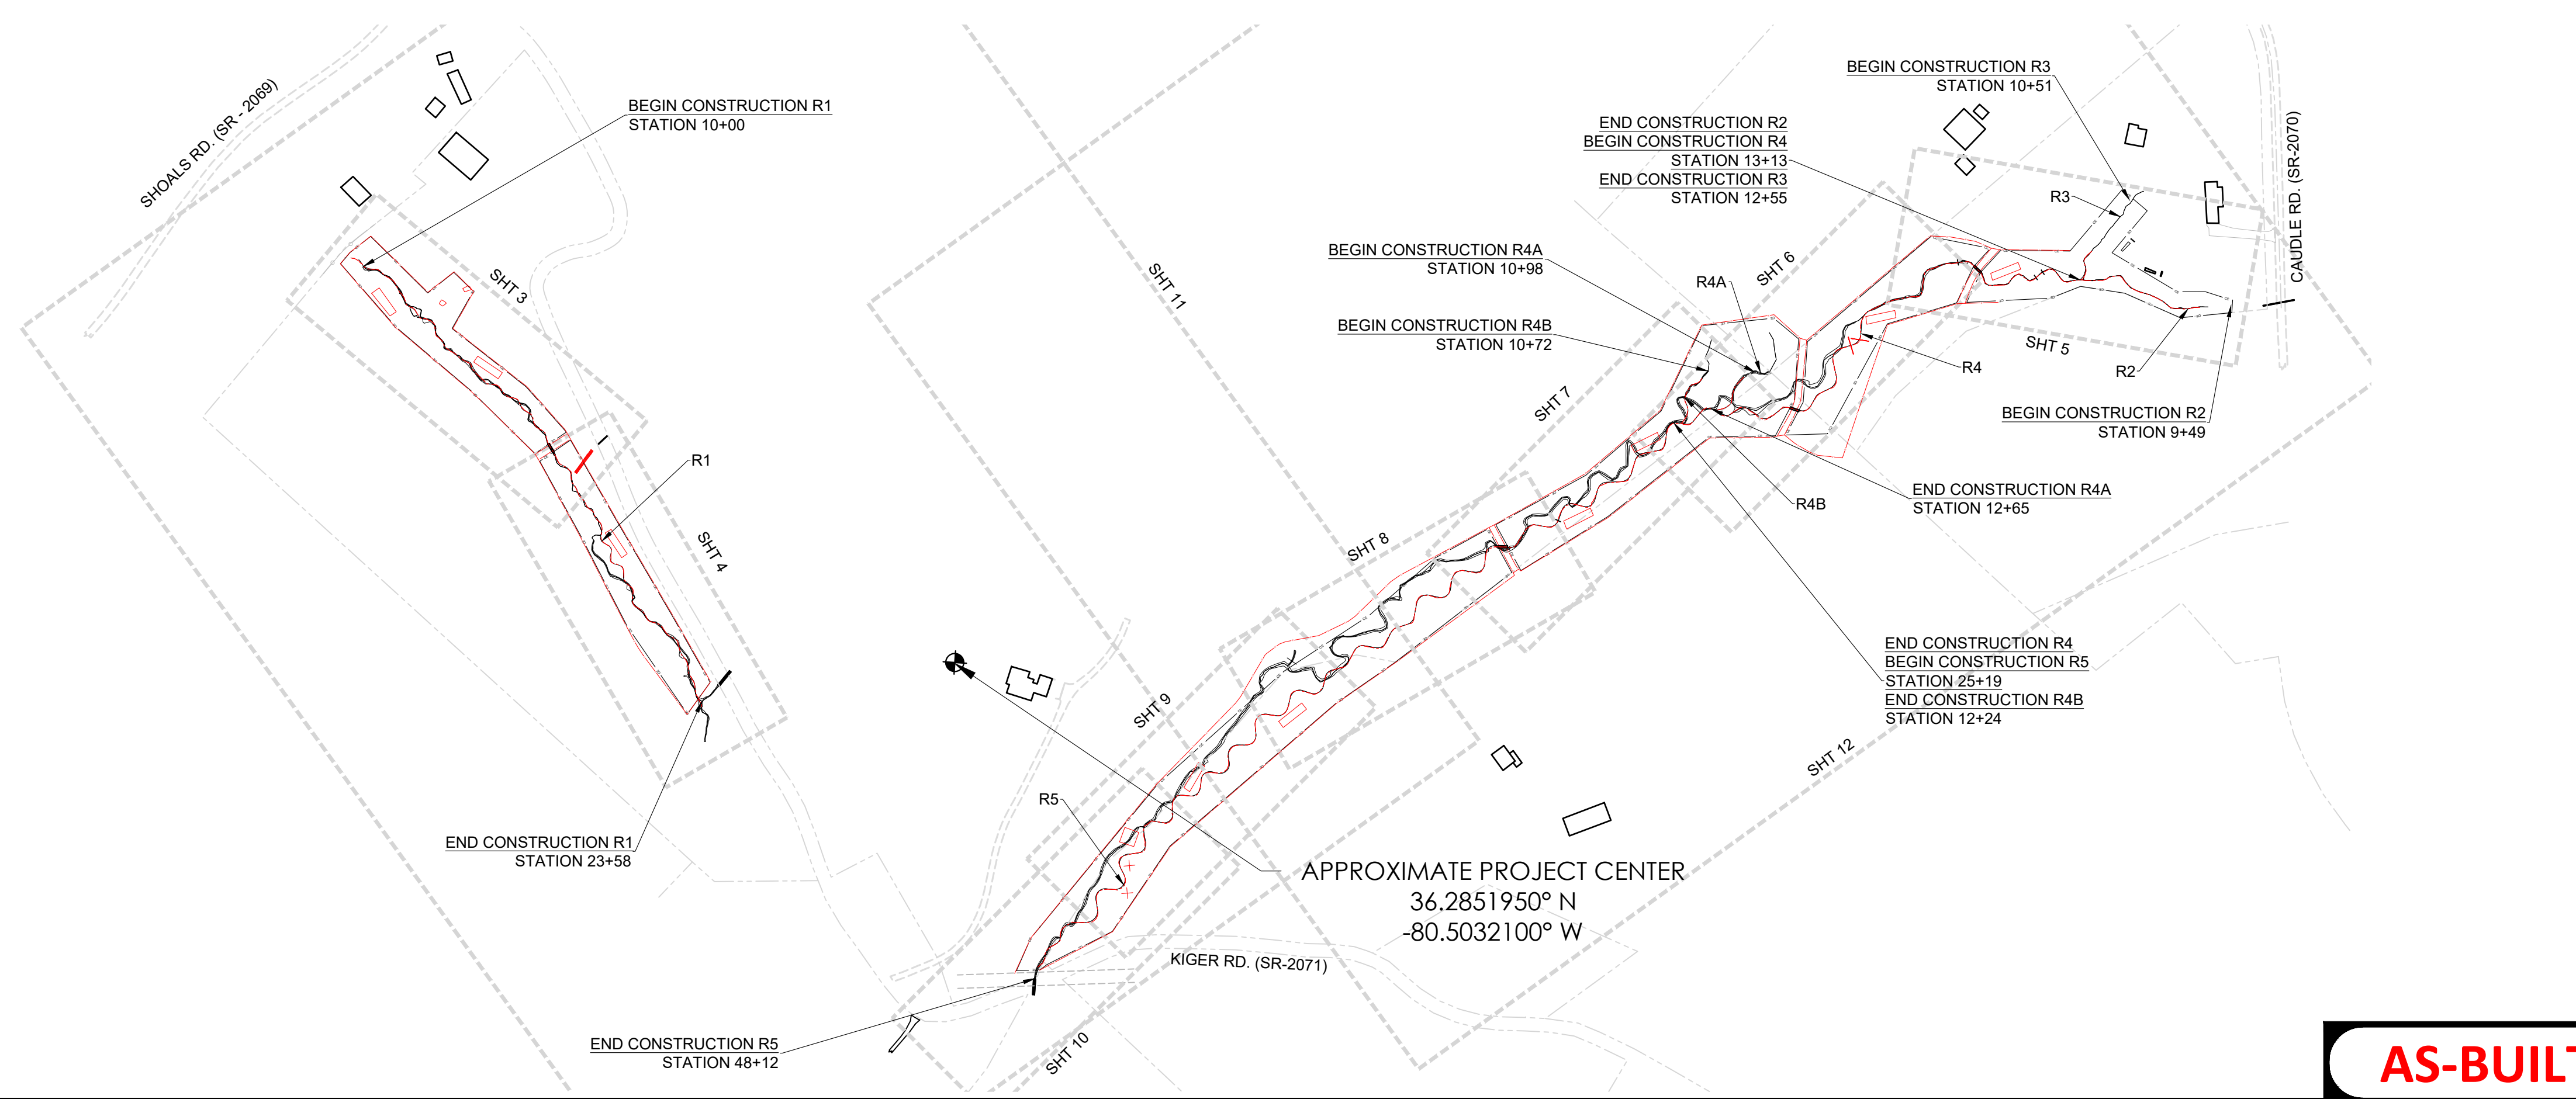 SHOALS RD. (SR - 2069)
BEGIN CONSTRUCTION R1
STATION 10+00
SHT 3
R1
SHT 4
END CONSTRUCTION R1
STATION 23+58
SHT 11
BEGIN CONSTRUCTION R3
STATION 10+51
END CONSTRUCTION R2
BEGIN CONSTRUCTION R4
STATION 13+13
END CONSTRUCTION R3
STATION 12+55
R3
CAUDLE RD. (SR-2070)
BEGIN CONSTRUCTION R4A
STATION 10+98
R4A
SHT 6
BEGIN CONSTRUCTION R4B
STATION 10+72
SHT 5
R4
R2
SHT 7
BEGIN CONSTRUCTION R2
STATION 9+49
R4B
END CONSTRUCTION R4A
STATION 12+65
SHT 8
END CONSTRUCTION R4
BEGIN CONSTRUCTION R5
STATION 25+19
END CONSTRUCTION R4B
STATION 12+24
SHT 9
SHT 12
R5
APPROXIMATE PROJECT CENTER
36.2851950° N
-80.5032100° W
KIGER RD. (SR-2071)
END CONSTRUCTION R5
STATION 48+12
SHT 10
AS-BUILT